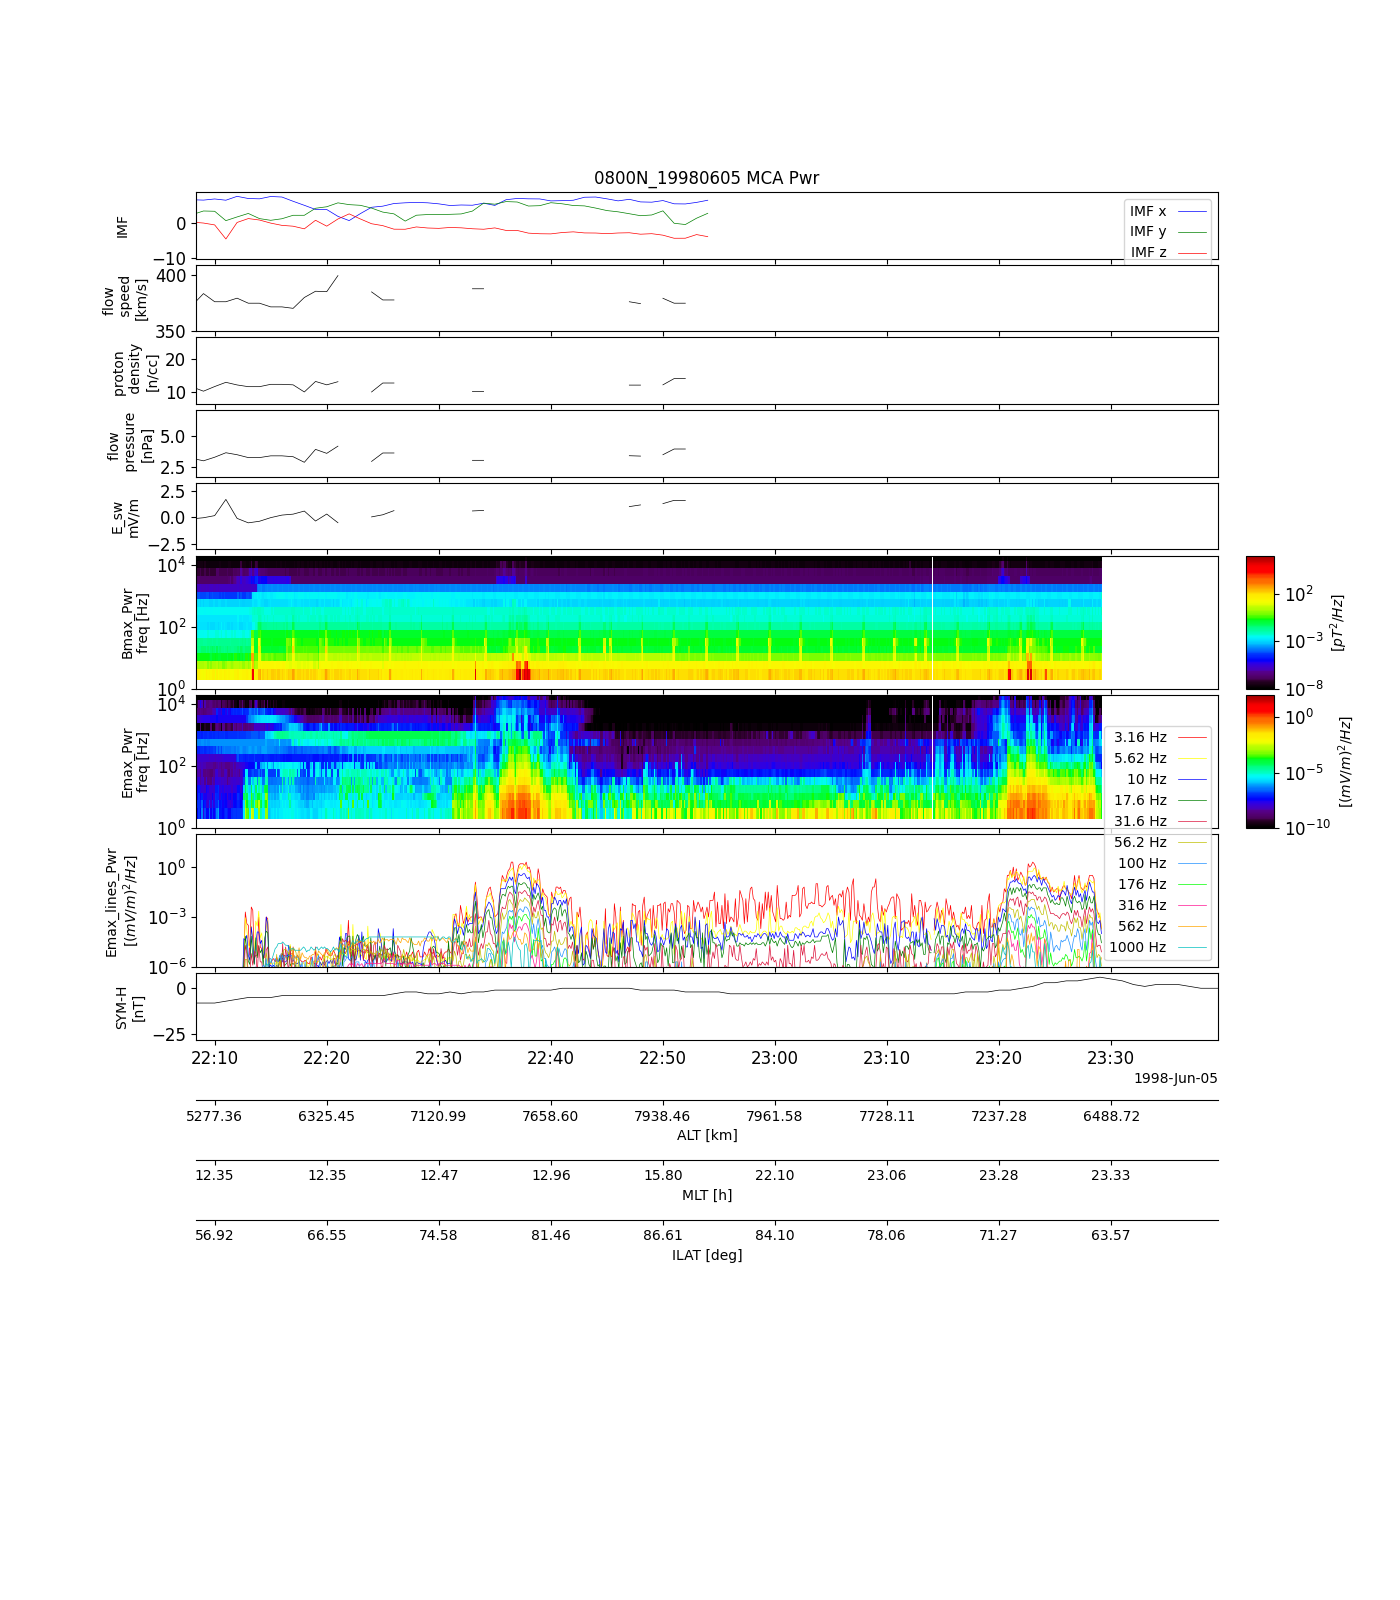 0800N_19980605 MCA Pwr
IMF
0
−10
IMF x
IMF y
IMF z
flow
speed
[km/s]
400
350
proton
density
[n/cc]
20
10
flow
pressure
[nPa]
5.0
2.5
E_sw
mV/m
2.5
0.0
−2.5
Bmax_Pwr
freq [Hz]
10^4
10^2
10^0
10^2
10^−3
10^−8
[pT^2/Hz]
Emax_Pwr
freq [Hz]
10^4
10^2
10^0
10^0
10^−5
10^−10
[(mV/m)^2/Hz]
3.16 Hz
5.62 Hz
10 Hz
17.6 Hz
31.6 Hz
56.2 Hz
100 Hz
176 Hz
316 Hz
562 Hz
1000 Hz
Emax_lines_Pwr
[(mV/m)^2/Hz]
10^0
10^−3
10^−6
SYM-H
[nT]
0
−25
22:10 22:20 22:30 22:40 22:50 23:00 23:10 23:20 23:30
1998-Jun-05
5277.36 6325.45 7120.99 7658.60 7938.46 7961.58 7728.11 7237.28 6488.72
ALT [km]
12.35 12.35 12.47 12.96 15.80 22.10 23.06 23.28 23.33
MLT [h]
56.92 66.55 74.58 81.46 86.61 84.10 78.06 71.27 63.57
ILAT [deg]